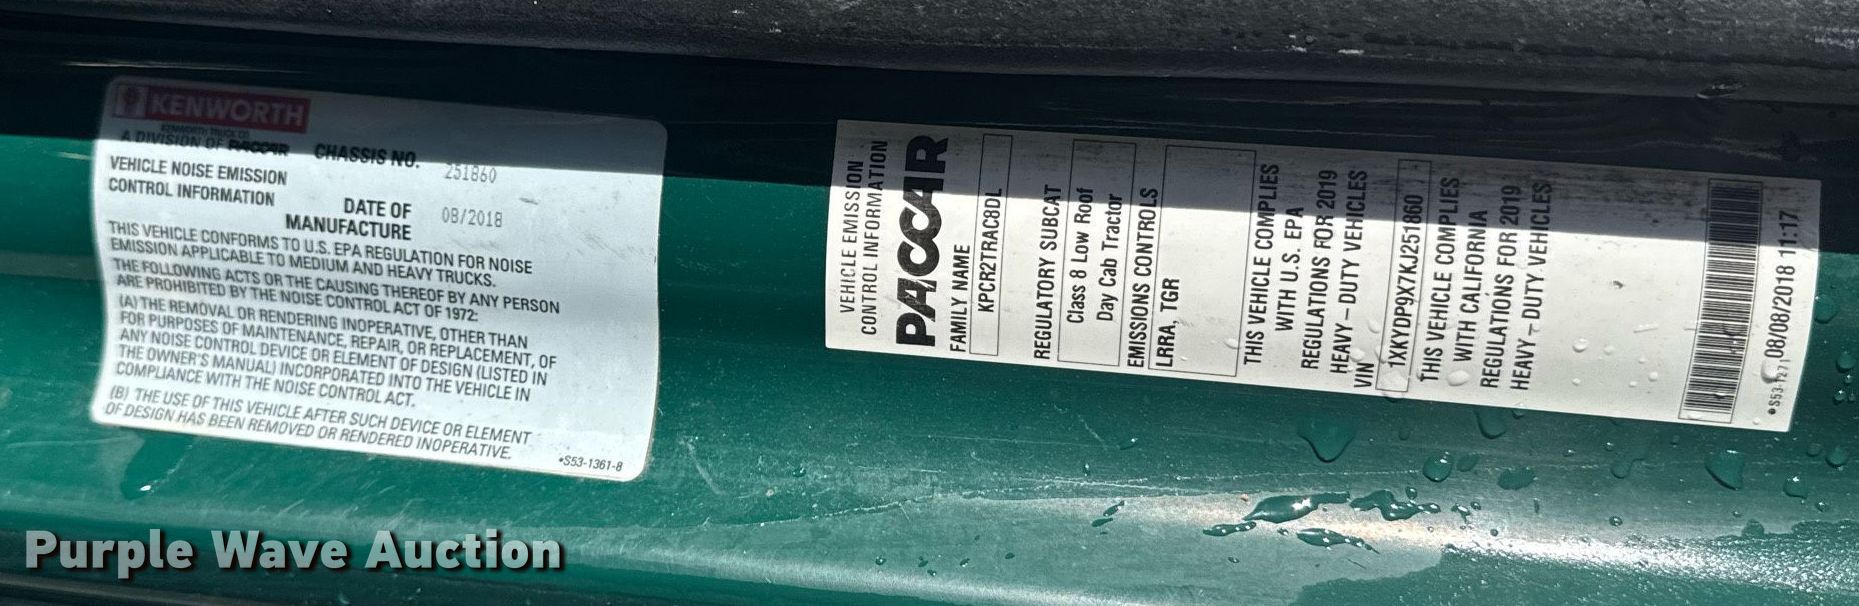 KENWORTH
KENWORTH TRUCK CO.
A DIVISION OF PACCAR
CHASSIS NO. 251860
VEHICLE NOISE EMISSION
CONTROL INFORMATION
DATE OF
MANUFACTURE 08/2018
THIS VEHICLE CONFORMS TO U.S. EPA REGULATION FOR NOISE
EMISSION APPLICABLE TO MEDIUM AND HEAVY TRUCKS.
THE FOLLOWING ACTS OR THE CAUSING THEREOF BY ANY PERSON
ARE PROHIBITED BY THE NOISE CONTROL ACT OF 1972:
(A) THE REMOVAL OR RENDERING INOPERATIVE, OTHER THAN
FOR PURPOSES OF MAINTENANCE, REPAIR, OR REPLACEMENT, OF
ANY NOISE CONTROL DEVICE OR ELEMENT OF DESIGN (LISTED IN
THE OWNER'S MANUAL) INCORPORATED INTO THE VEHICLE IN
COMPLIANCE WITH THE NOISE CONTROL ACT.
(B) THE USE OF THIS VEHICLE AFTER SUCH DEVICE OR ELEMENT
OF DESIGN HAS BEEN REMOVED OR RENDERED INOPERATIVE.
•S53-1361-8
VEHICLE EMISSION
CONTROL INFORMATION
PACCAR
FAMILY NAME
KPCR2TRAC8DL
REGULATORY SUBCAT
Class 8 Low Roof
Day Cab Tractor
EMISSIONS CONTROLS
LRRA, TGR
THIS VEHICLE COMPLIES
WITH U.S. EPA
REGULATIONS FOR 2019
HEAVY-DUTY VEHICLES
VIN
1XKYDP9X7KJ251860
THIS VEHICLE COMPLIES
WITH CALIFORNIA
REGULATIONS FOR 2019
HEAVY-DUTY VEHICLES
•S53-1271
08/08/2018 11:17
Purple Wave Auction